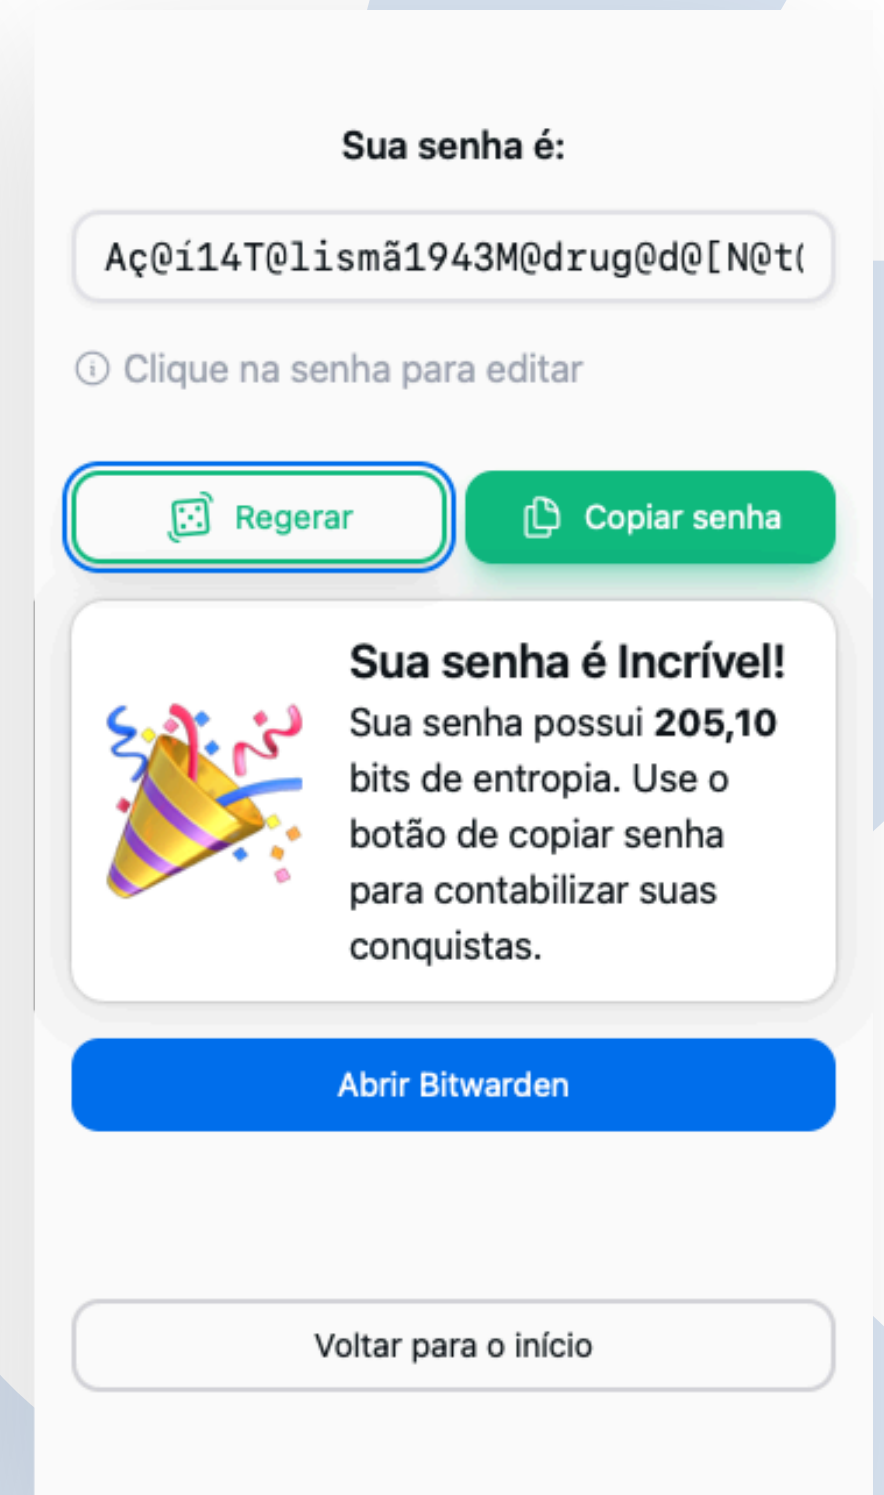 Sua senha é:
Aç@í14T@lismã1943M@drug@d@[N@t(
Clique na senha para editar
Regerar
Copiar senha
Sua senha é Incrível!
Sua senha possui 205,10
bits de entropia. Use o
botão de copiar senha
para contabilizar suas
conquistas.
Abrir Bitwarden
Voltar para o início